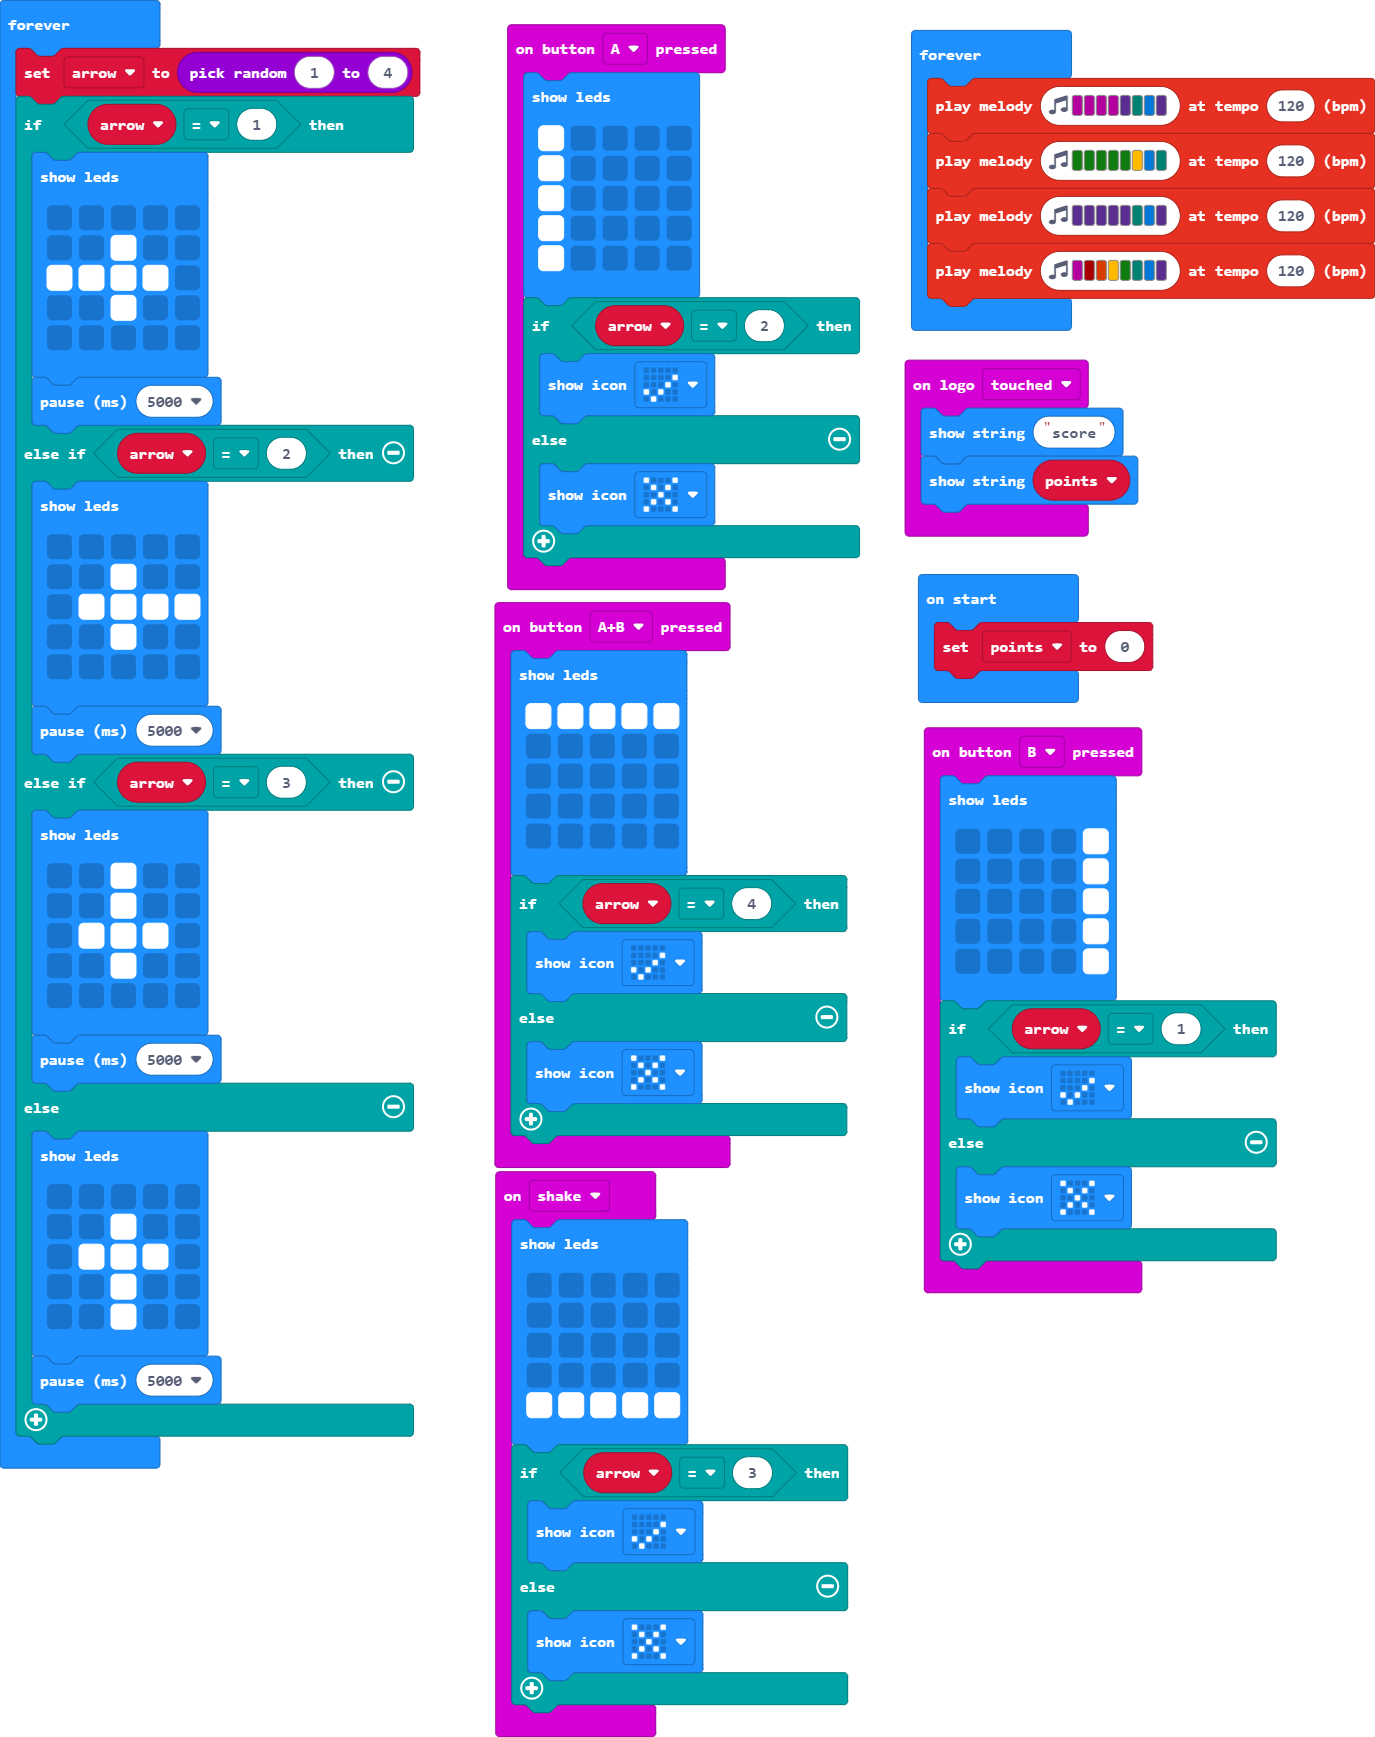 forever
set arrow to pick random 1 to 4
if arrow = 1 then
show leds
pause (ms) 5000
else if arrow = 2 then
show leds
pause (ms) 5000
else if arrow = 3 then
show leds
pause (ms) 5000
else
show leds
pause (ms) 5000
on button A pressed
show leds
if arrow = 2 then
show icon
else
show icon
on button A+B pressed
show leds
if arrow = 4 then
show icon
else
show icon
on shake
show leds
if arrow = 3 then
show icon
else
show icon
forever
play melody at tempo 120 (bpm)
play melody at tempo 120 (bpm)
play melody at tempo 120 (bpm)
play melody at tempo 120 (bpm)
on logo touched
show string "score"
show string points
on start
set points to 0
on button B pressed
show leds
if arrow = 1 then
show icon
else
show icon